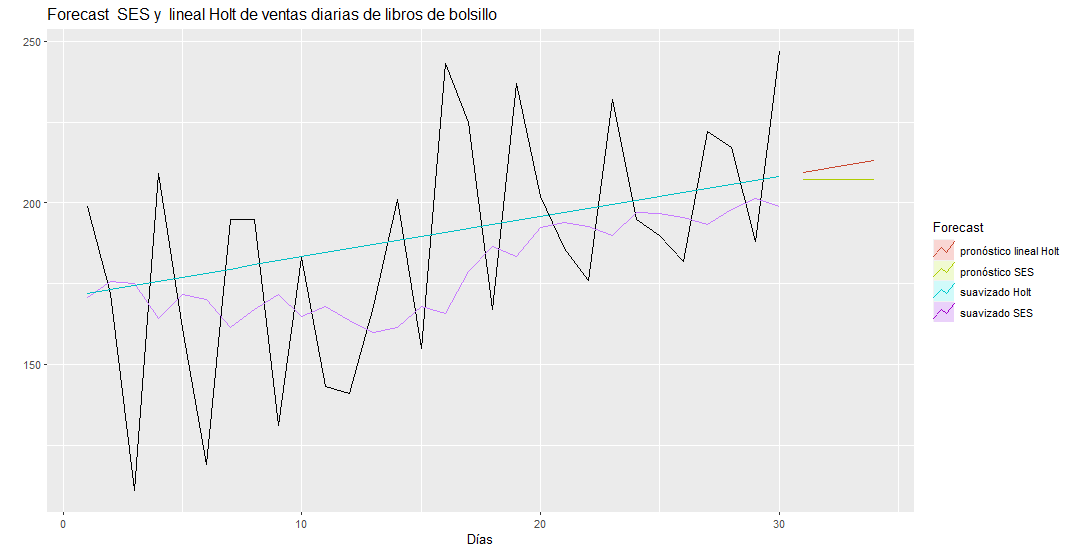 Forecast  SES y  lineal Holt de ventas diarias de libros de bolsillo
250
200
150
0
10
20
30
Días
Forecast
pronóstico lineal Holt
pronóstico SES
suavizado Holt
suavizado SES